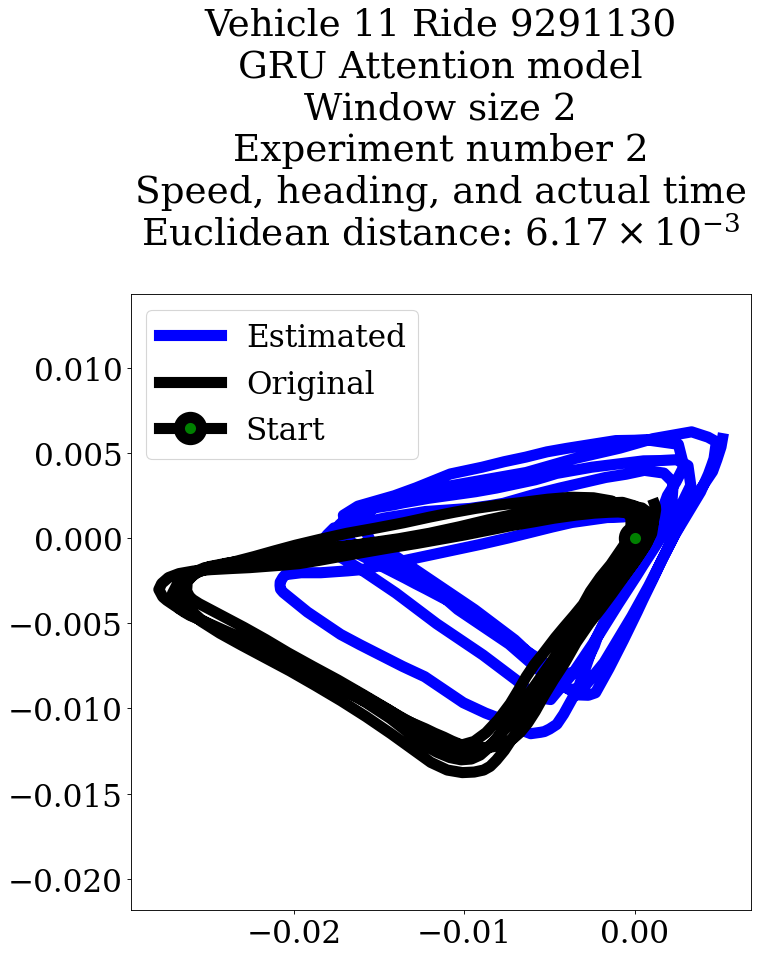 Vehicle 11 Ride 9291130
GRU Attention model
Window size 2
Experiment number 2
Speed, heading, and actual time
Euclidean distance: 6.17 × 10⁻³
Estimated
Original
Start
0.010
0.005
0.000
−0.005
−0.010
−0.015
−0.020
−0.02
−0.01
0.00